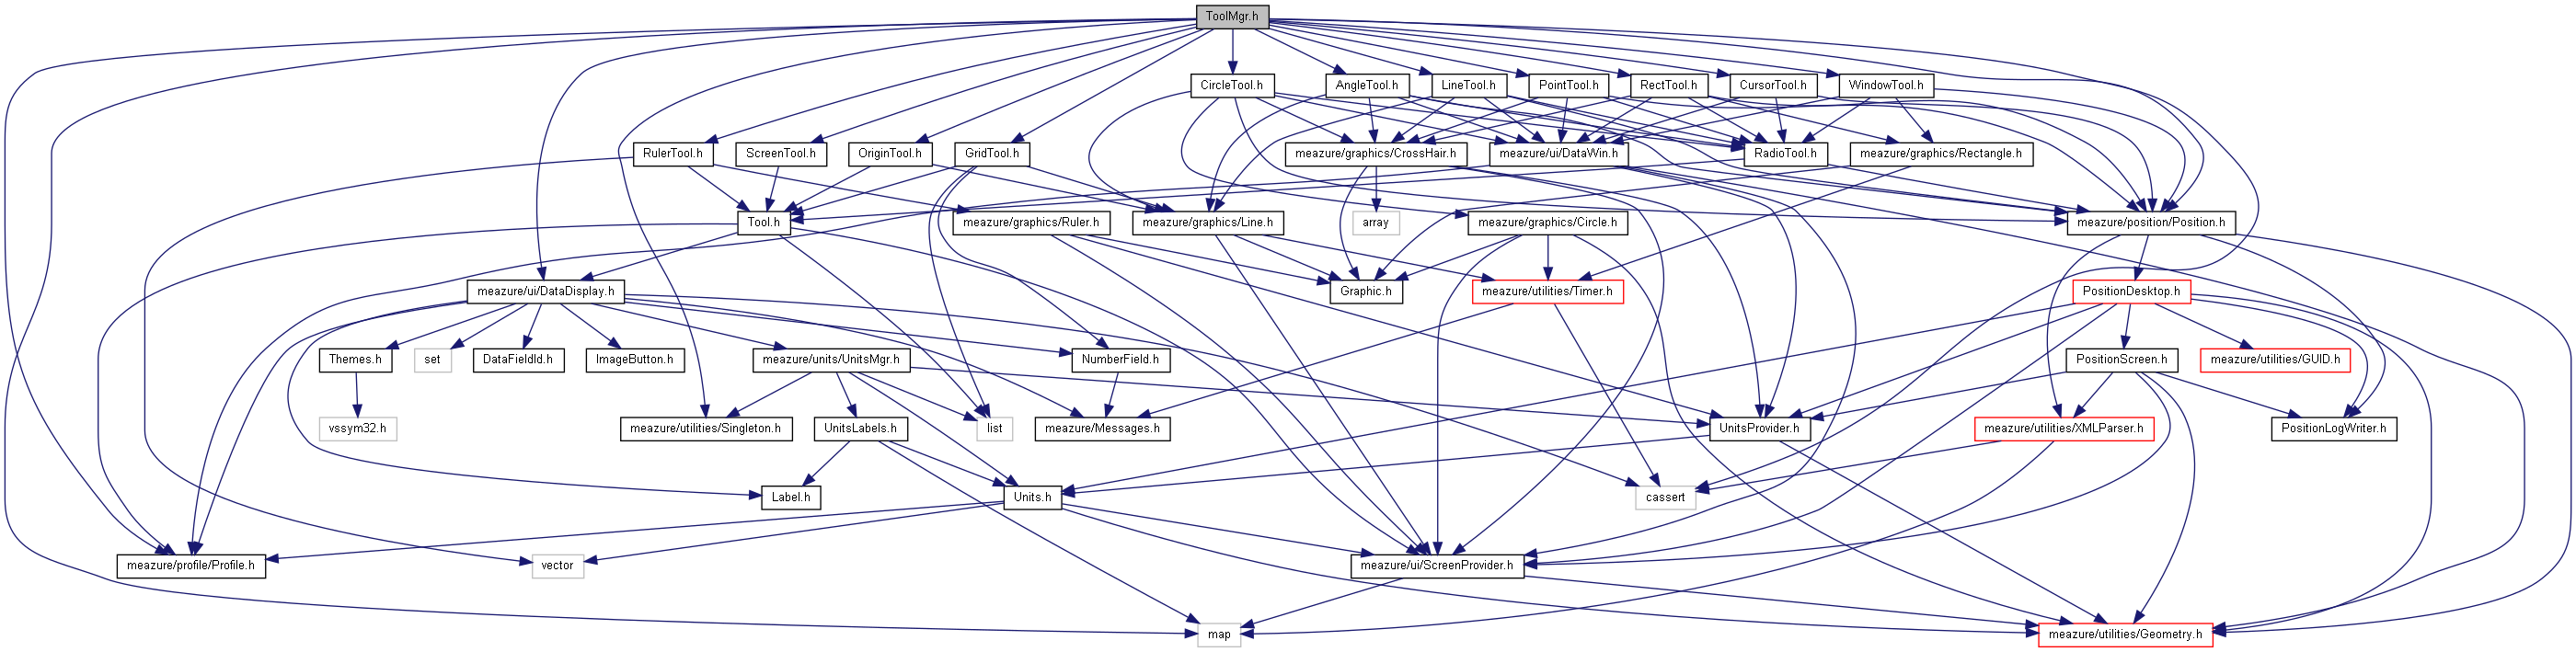 ToolMgr.h
CircleTool.h
AngleTool.h
LineTool.h
PointTool.h
RectTool.h
CursorTool.h
WindowTool.h
RulerTool.h
ScreenTool.h
OriginTool.h
GridTool.h
meazure/graphics/CrossHair.h
meazure/ui/DataWin.h
RadioTool.h
meazure/graphics/Rectangle.h
Tool.h
meazure/graphics/Ruler.h
meazure/graphics/Line.h
array
meazure/graphics/Circle.h
meazure/position/Position.h
meazure/ui/DataDisplay.h
Graphic.h
meazure/utilities/Timer.h
PositionDesktop.h
Themes.h
set
DataFieldId.h
ImageButton.h
meazure/units/UnitsMgr.h
NumberField.h
PositionScreen.h
meazure/utilities/GUID.h
vssym32.h
meazure/utilities/Singleton.h
UnitsLabels.h
list
meazure/Messages.h
UnitsProvider.h
meazure/utilities/XMLParser.h
PositionLogWriter.h
Label.h
Units.h
cassert
meazure/profile/Profile.h
vector
meazure/ui/ScreenProvider.h
map
meazure/utilities/Geometry.h